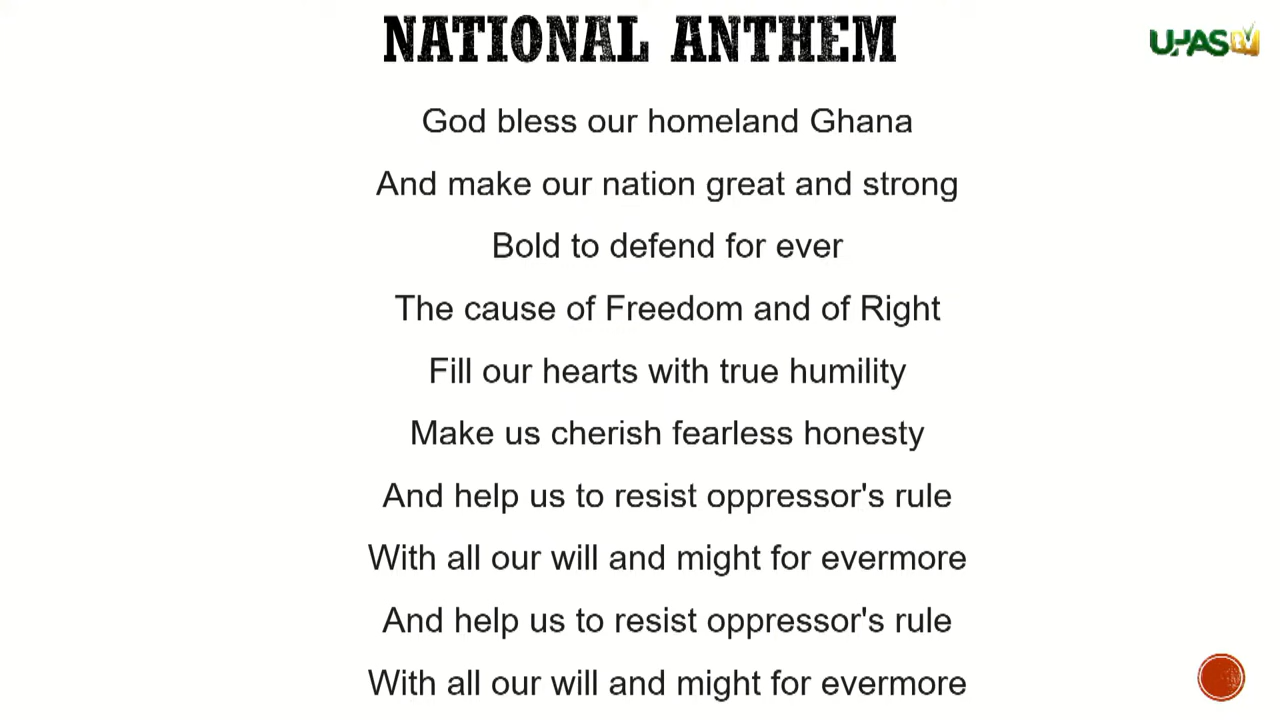 NATIONAL ANTHEM
UHAS TV
God bless our homeland Ghana
And make our nation great and strong
Bold to defend for ever
The cause of Freedom and of Right
Fill our hearts with true humility
Make us cherish fearless honesty
And help us to resist oppressor's rule
With all our will and might for evermore
And help us to resist oppressor's rule
With all our will and might for evermore